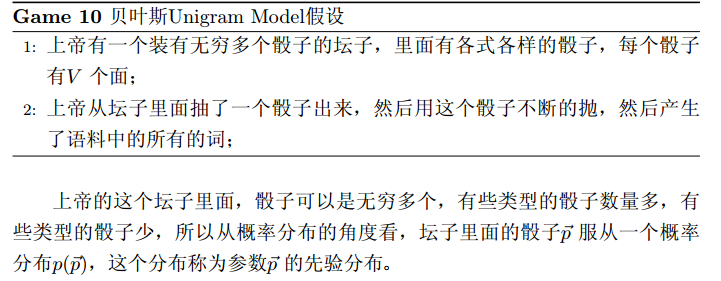 Game 10 贝叶斯Unigram Model假设
1: 上帝有一个装有无穷多个骰子的坛子，里面有各式各样的骰子，每个骰子
有V 个面；
2: 上帝从坛子里面抽了一个骰子出来，然后用这个骰子不断的抛，然后产生
了语料中的所有的词；
上帝的这个坛子里面，骰子可以是无穷多个，有些类型的骰子数量多，有
些类型的骰子少，所以从概率分布的角度看，坛子里面的骰子p⃗ 服从一个概率
分布p(p⃗)，这个分布称为参数p⃗ 的先验分布。